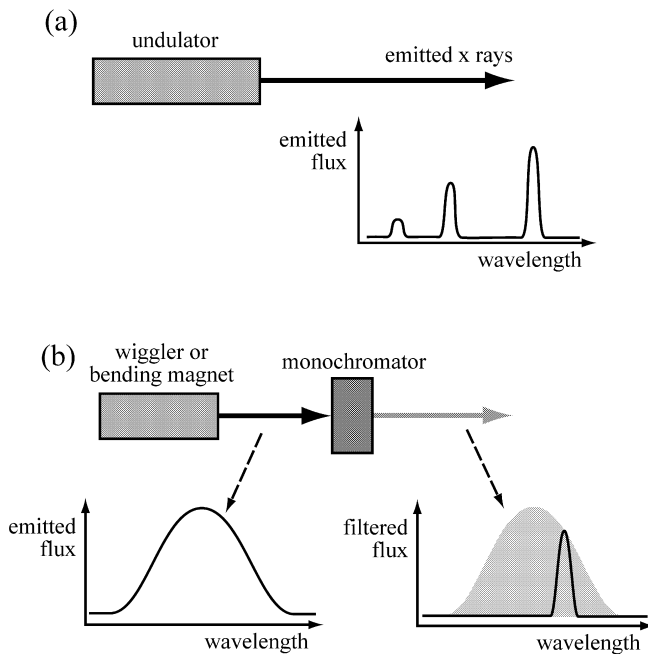 (a)
undulator
emitted x rays
emitted
flux
wavelength
(b)
wiggler or
bending magnet
monochromator
emitted
flux
wavelength
filtered
flux
wavelength